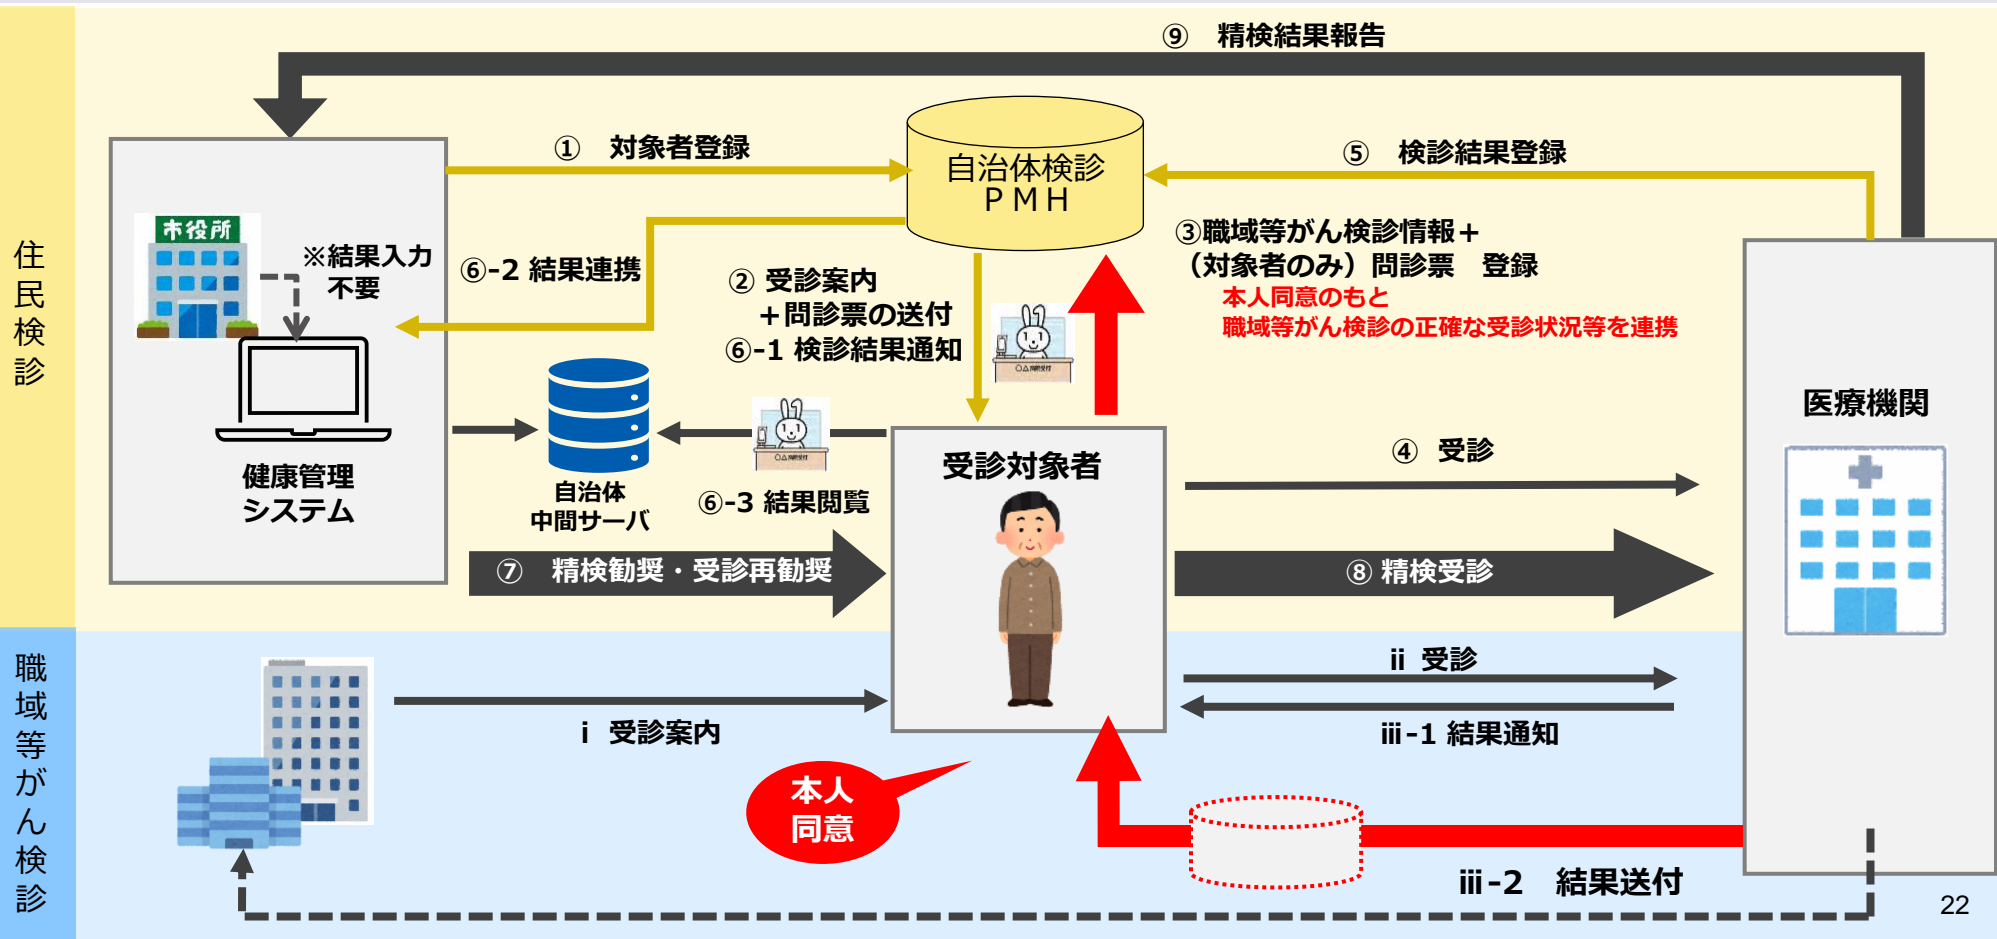 ⑨　精検結果報告
住民検診
①　対象者登録
自治体検診
ＰＭＨ
⑤　検診結果登録
市役所
※結果入力
不要
⑥-2 結果連携
② 受診案内
＋問診票の送付
⑥-1 検診結果通知
③職域等がん検診情報＋
（対象者のみ）問診票　登録
本人同意のもと
職域等がん検診の正確な受診状況等を連携
医療機関
健康管理
システム
自治体
中間サーバ
⑥-3 結果閲覧
受診対象者
④ 受診
⑦　精検勧奨・受診再勧奨
⑧ 精検受診
職域等がん検診
ⅰ 受診案内
ⅱ 受診
ⅲ-1 結果通知
本人
同意
ⅲ-2　結果送付
22